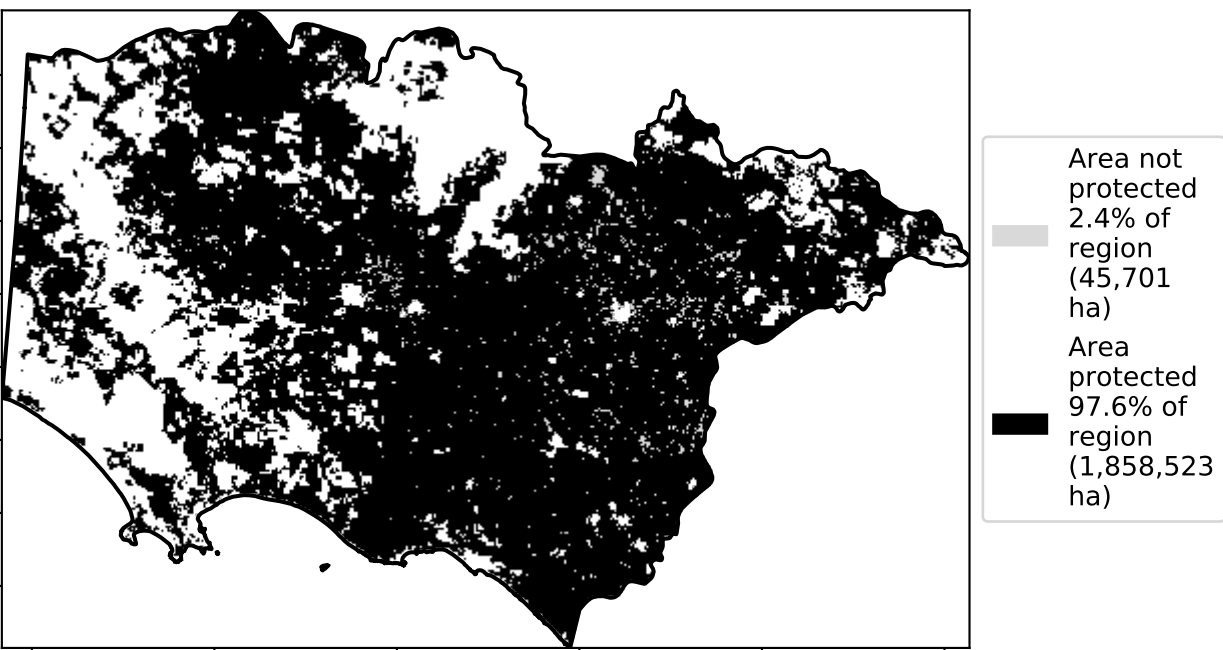 Area not
protected
2.4% of
region
(45,701
ha)
Area
protected
97.6% of
region
(1,858,523
ha)